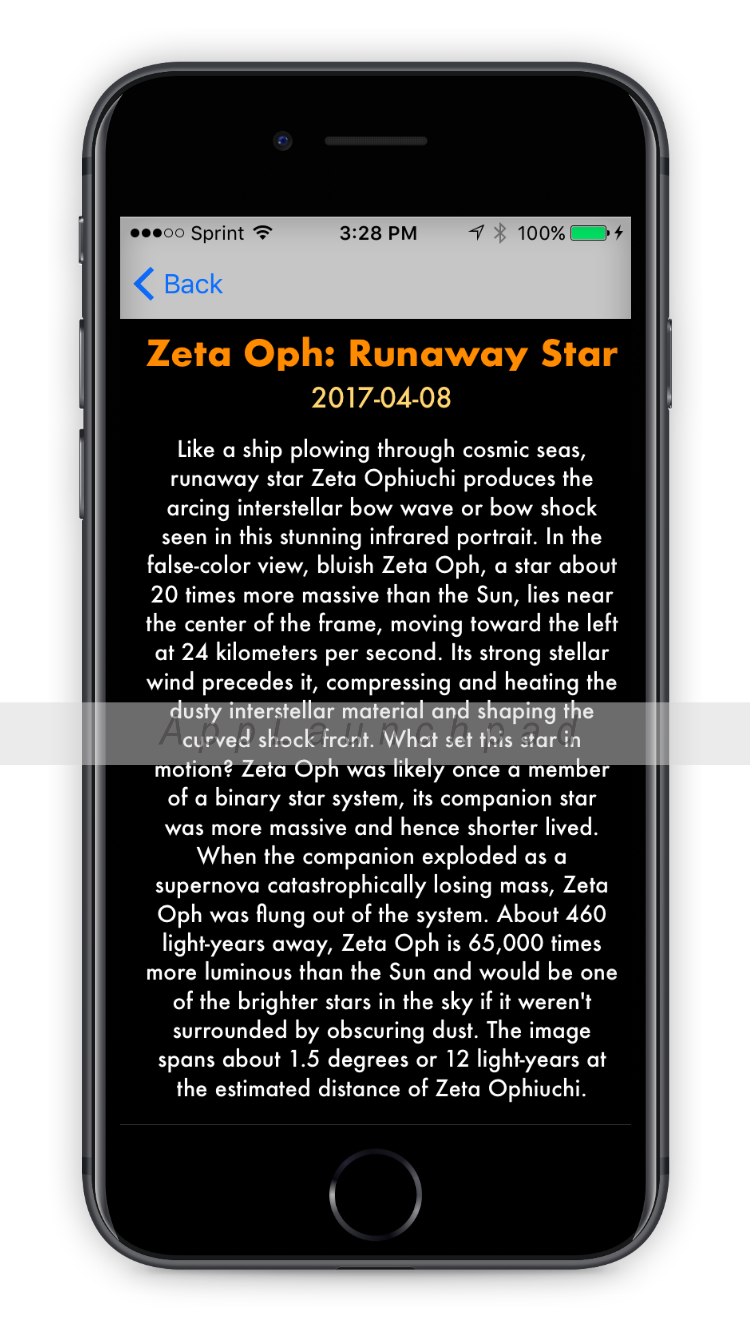 Sprint 3:28 PM 100%
Back
Zeta Oph: Runaway Star
2017-04-08
Like a ship plowing through cosmic seas,
runaway star Zeta Ophiuchi produces the
arcing interstellar bow wave or bow shock
seen in this stunning infrared portrait. In the
false-color view, bluish Zeta Oph, a star about
20 times more massive than the Sun, lies near
the center of the frame, moving toward the left
at 24 kilometers per second. Its strong stellar
wind precedes it, compressing and heating the
dusty interstellar material and shaping the
AppLaunchpad
curved shock front. What set this star in
motion? Zeta Oph was likely once a member
of a binary star system, its companion star
was more massive and hence shorter lived.
When the companion exploded as a
supernova catastrophically losing mass, Zeta
Oph was flung out of the system. About 460
light-years away, Zeta Oph is 65,000 times
more luminous than the Sun and would be one
of the brighter stars in the sky if it weren't
surrounded by obscuring dust. The image
spans about 1.5 degrees or 12 light-years at
the estimated distance of Zeta Ophiuchi.